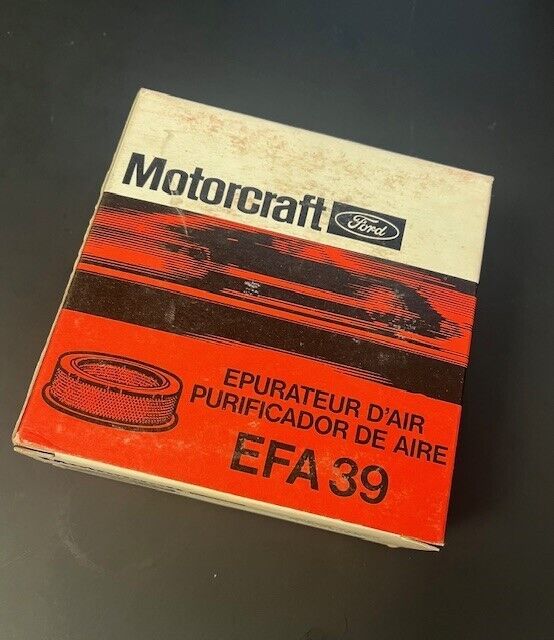 Motorcraft Ford
EPURATEUR D'AIR
PURIFICADOR DE AIRE
EFA 39